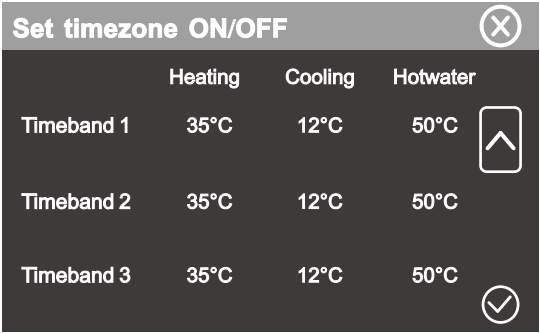 Set timezone ON/OFF
Heating Cooling Hotwater
Timeband 1 35°C 12°C 50°C
Timeband 2 35°C 12°C 50°C
Timeband 3 35°C 12°C 50°C